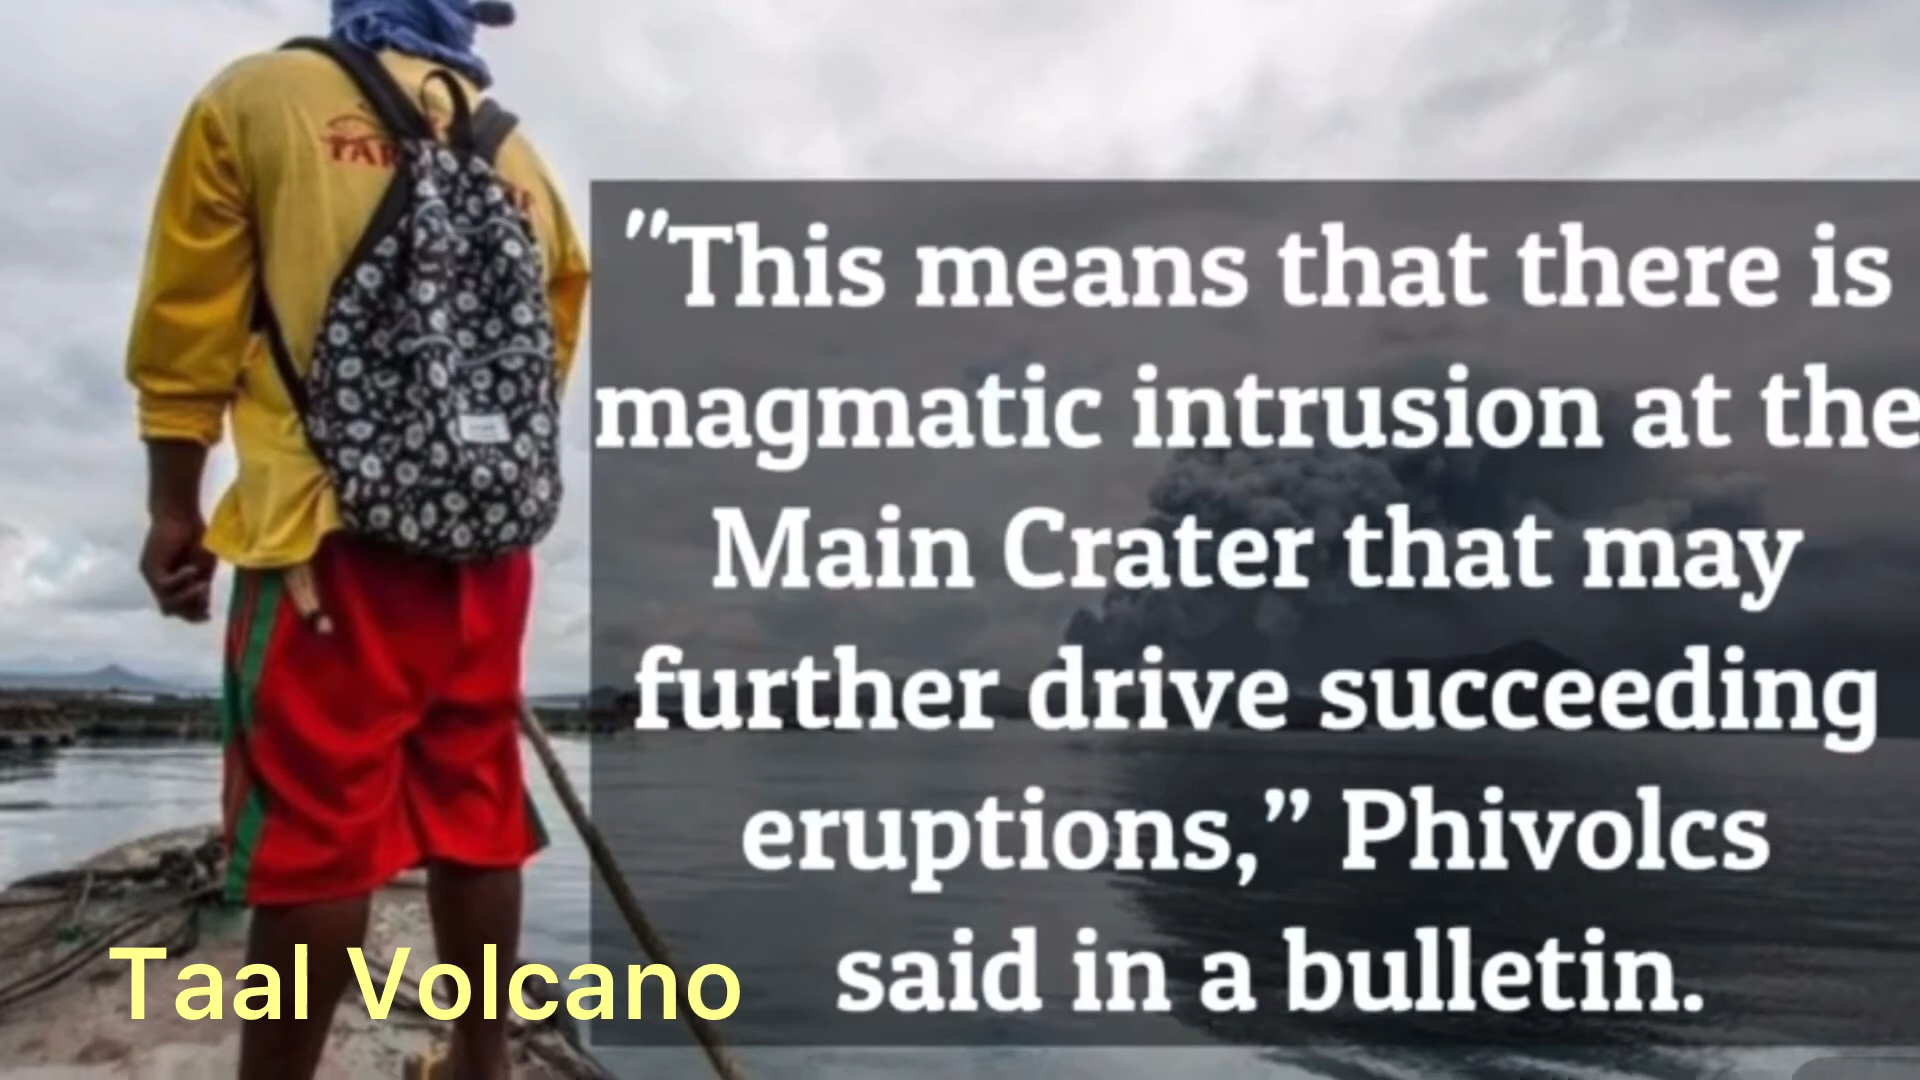 "This means that there is
magmatic intrusion at the
Main Crater that may
further drive succeeding
eruptions,” Phivolcs
said in a bulletin.
Taal Volcano